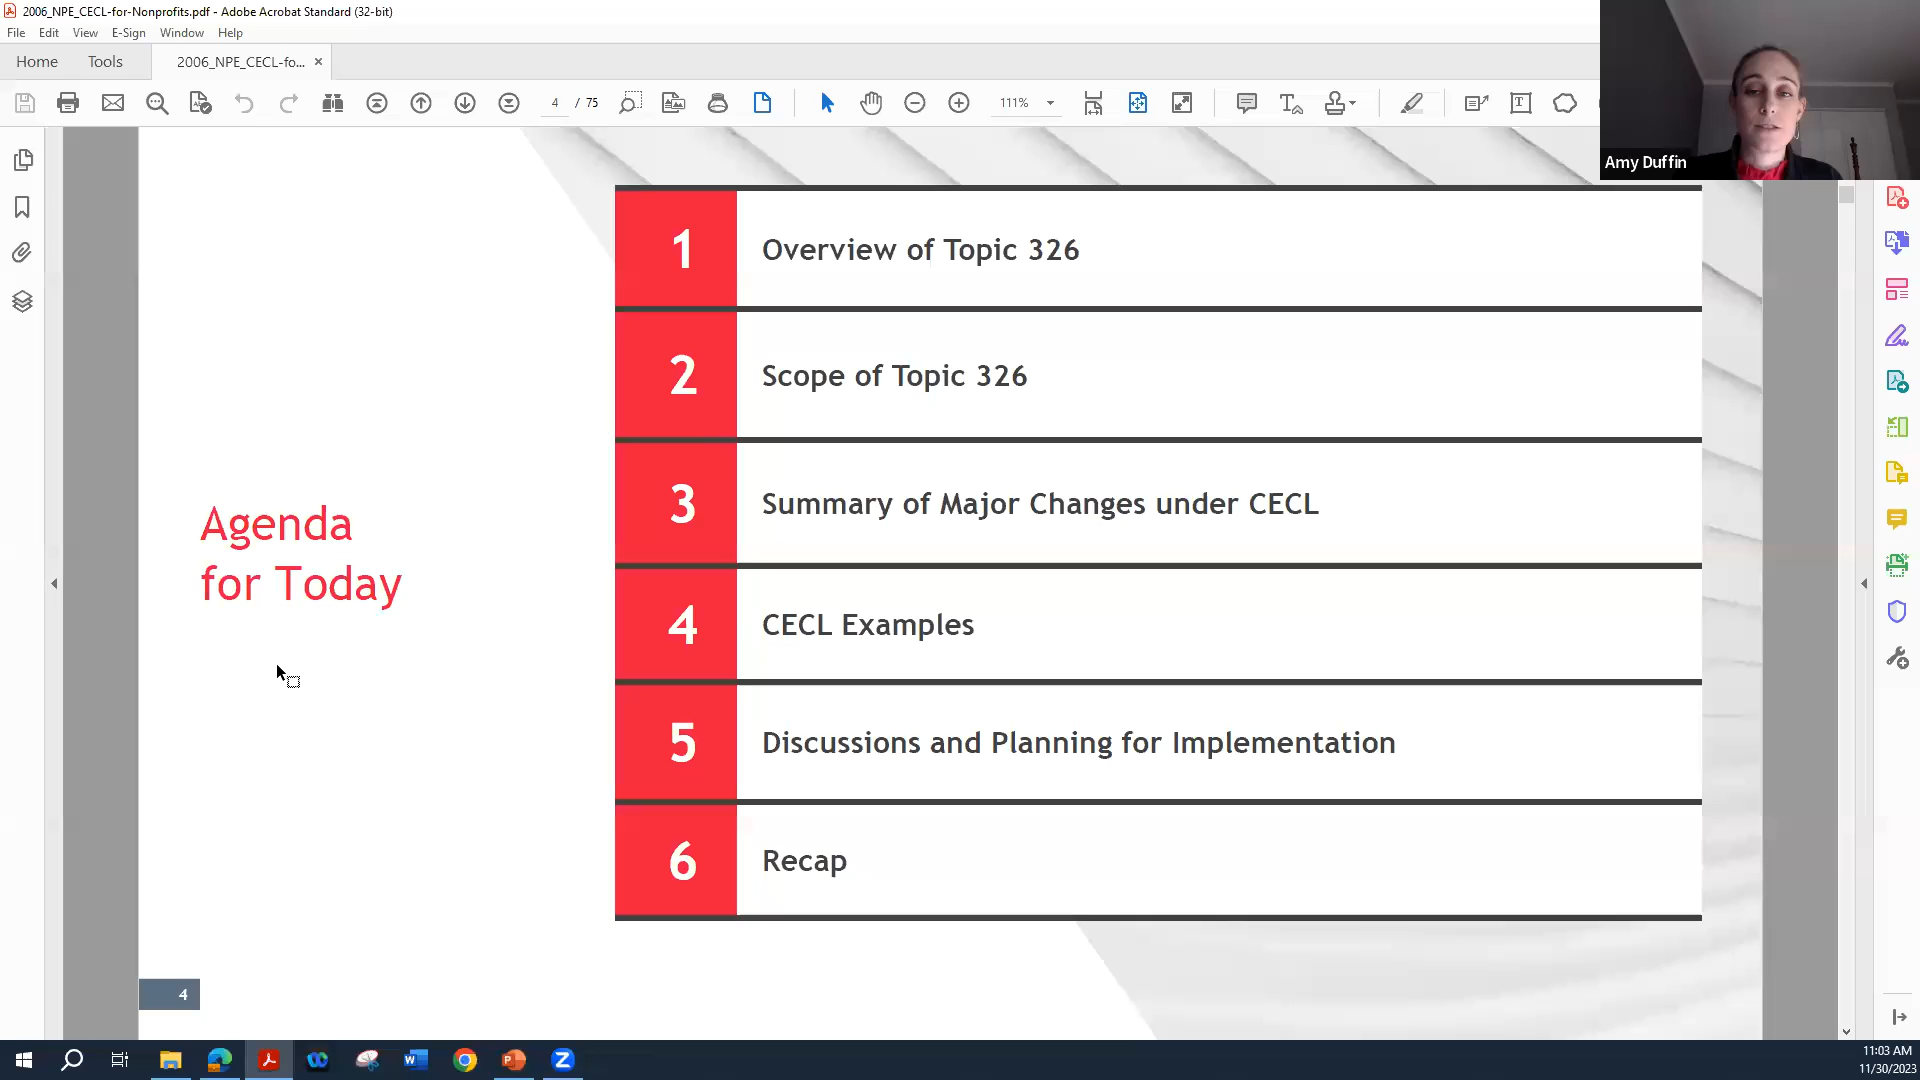 2006_NPE_CECL-for-Nonprofits.pdf - Adobe Acrobat Standard (32-bit)
File Edit View E-Sign Window Help
Home Tools 2006_NPE_CECL-fo... ×
4 / 75 111%
Amy Duffin
Agenda
for Today
1 Overview of Topic 326
2 Scope of Topic 326
3 Summary of Major Changes under CECL
4 CECL Examples
5 Discussions and Planning for Implementation
6 Recap
4
11:03 AM
11/30/2023